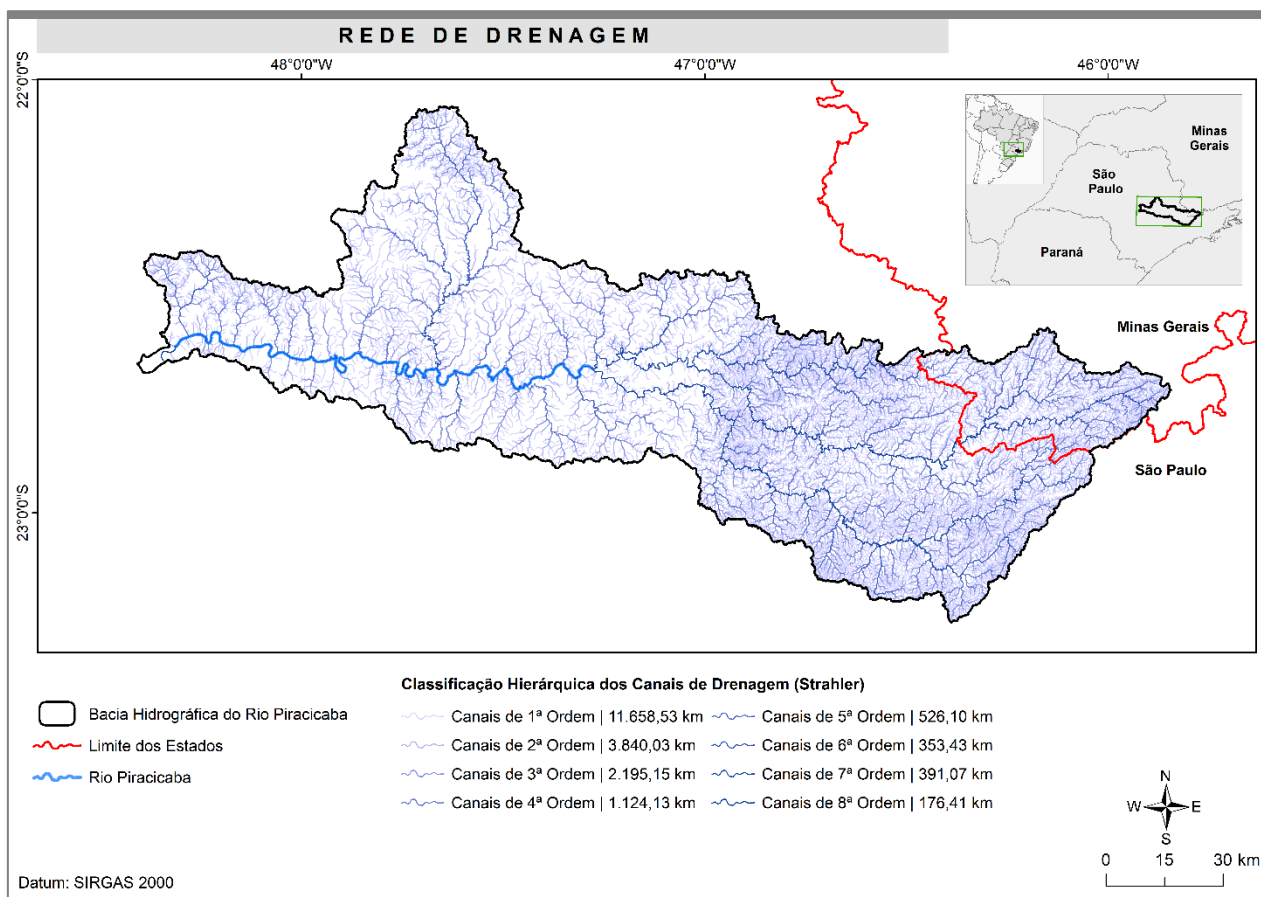 REDE DE DRENAGEM
48°0'0"W
47°0'0"W
46°0'0"W
22°0'0"S
23°0'0"S
Minas
Gerais
São
Paulo
Paraná
Minas Gerais
São Paulo
Classificação Hierárquica dos Canais de Drenagem (Strahler)
Bacia Hidrográfica do Rio Piracicaba
Limite dos Estados
Rio Piracicaba
Canais de 1ª Ordem | 11.658,53 km
Canais de 2ª Ordem | 3.840,03 km
Canais de 3ª Ordem | 2.195,15 km
Canais de 4ª Ordem | 1.124,13 km
Canais de 5ª Ordem | 526,10 km
Canais de 6ª Ordem | 353,43 km
Canais de 7ª Ordem | 391,07 km
Canais de 8ª Ordem | 176,41 km
N
W E
S
0 15 30 km
Datum: SIRGAS 2000